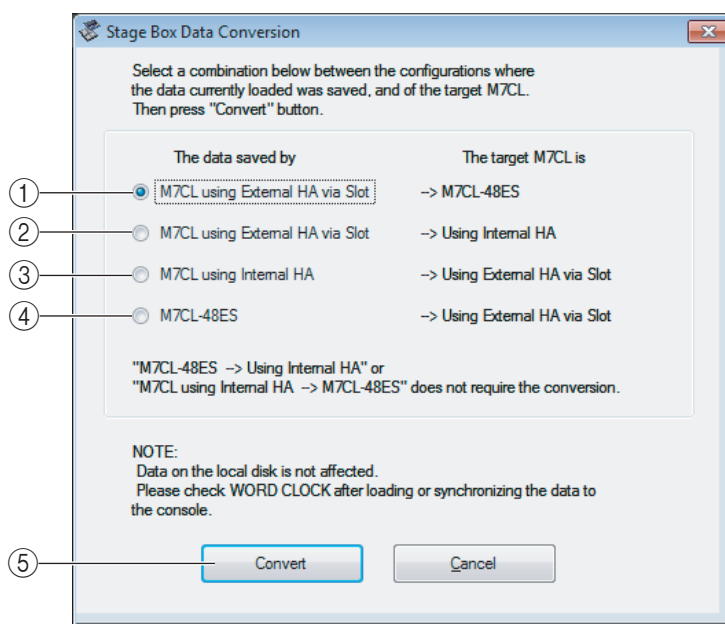 Stage Box Data Conversion
Select a combination below between the configurations where
the data currently loaded was saved, and of the target M7CL.
Then press "Convert" button.
The data saved by The target M7CL is
① M7CL using External HA via Slot --> M7CL-48ES
② M7CL using External HA via Slot --> Using Internal HA
③ M7CL using Internal HA --> Using External HA via Slot
④ M7CL-48ES --> Using External HA via Slot
"M7CL-48ES --> Using Internal HA" or
"M7CL using Internal HA --> M7CL-48ES" does not require the conversion.
NOTE:
Data on the local disk is not affected.
Please check WORD CLOCK after loading or synchronizing the data to
the console.
⑤ Convert Cancel